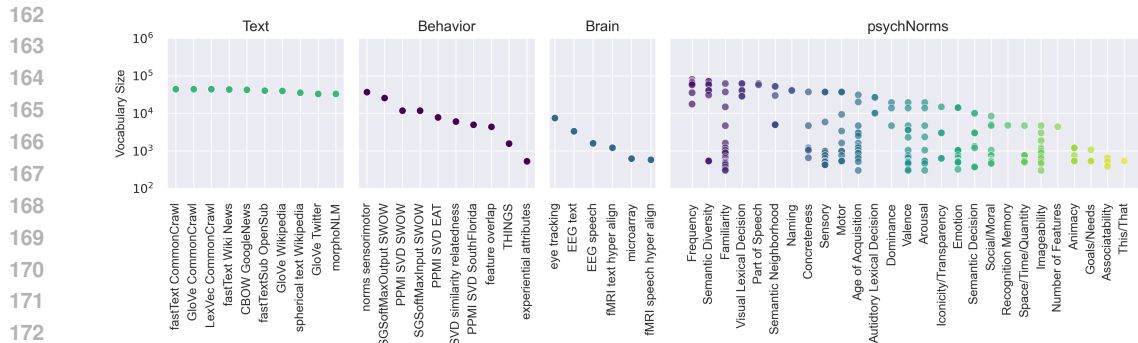 162
163
164
165
166
167
168
169
170
171
172
Text
Behavior
Brain
psychNorms
Vocabulary Size
10^6
10^5
10^4
10^3
10^2
fastText CommonCrawl
GloVe CommonCrawl
LexVec CommonCrawl
fastText Wiki News
CBOW GoogleNews
fastTextSub OpenSub
GloVe Wikipedia
spherical text Wikipedia
GloVe Twitter
morphoNLM
norms sensorimotor
SGSoftMaxOutput SWOW
PPMI SVD SWOW
SGSoftMaxInput SWOW
PPMI SVD EAT
SVD similarity relatedness
PPMI SVD SouthFlorida
feature overlap
THINGS
experiential attributes
eye tracking
EEG text
EEG speech
fMRI text hyper align
microarray
fMRI speech hyper align
Frequency
Semantic Diversity
Familiarity
Visual Lexical Decision
Part of Speech
Semantic Neighborhood
Naming
Concreteness
Sensory
Motor
Age of Acquisition
Autidtory Lexical Decision
Dominance
Valence
Arousal
Iconicity/Transparency
Emotion
Semantic Decision
Social/Moral
Recognition Memory
Space/Time/Quantity
Imageability
Number of Features
Animacy
Goals/Needs
Associatability
This/That